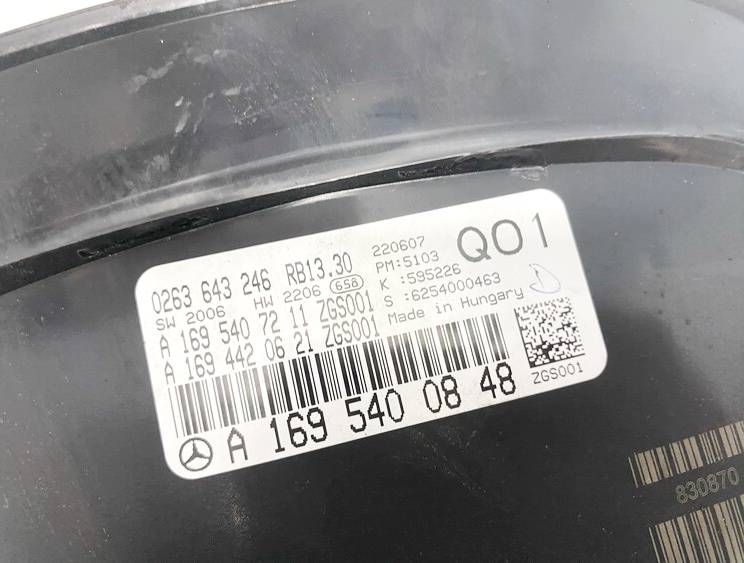 0263 643 246 RB13.30
SW 2006 HW 2206 658
A 169 540 72 11 ZGS001
A 169 442 06 21 ZGS001
220607
PM:5103
K :595226
S :6254000463
Made in Hungary
Q01
ZGS001
A 169 540 08 48
830870